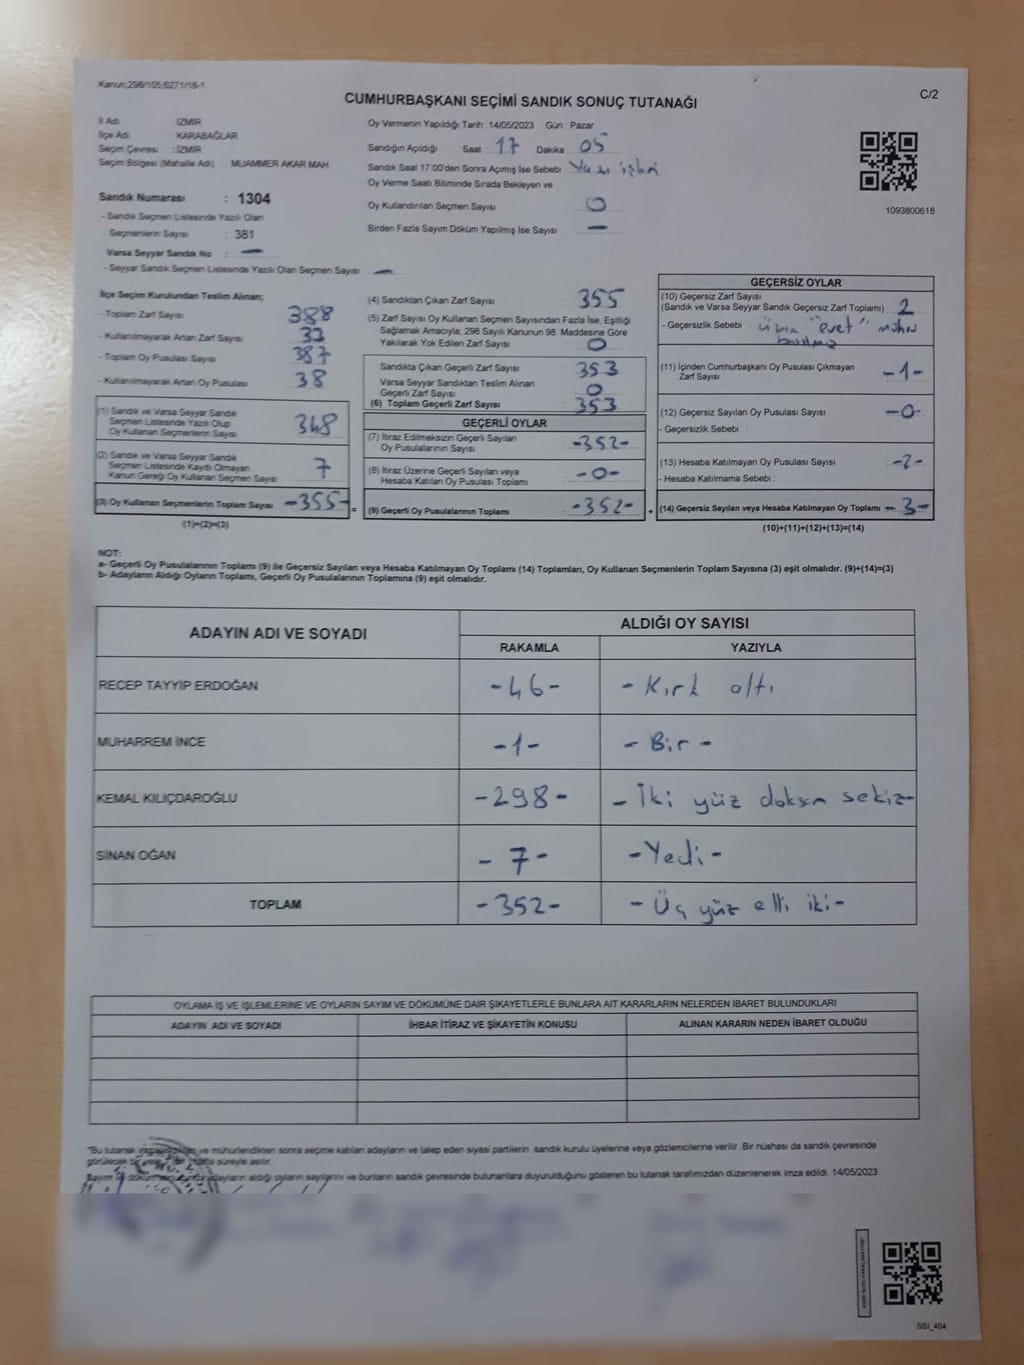 Kanun;298/105;6271/18-1
C/2
CUMHURBAŞKANI SEÇİMİ SANDIK SONUÇ TUTANAĞI
İl Adı : İZMİR
İlçe Adı : KARABAĞLAR
Seçim Çevresi : İZMİR
Seçim Bölgesi (Mahalle Adı) MUAMMER AKAR MAH.
Sandık Numarası : 1304
- Sandık Seçmen Listesinde Yazılı Olan
Seçmenlerin Sayısı : 381
Varsa Seyyar Sandık No : —
- Seyyar Sandık Seçmen Listesinde Yazılı Olan Seçmen Sayısı : —
Oy Vermenin Yapıldığı Tarih :14/05/2023 Gün : Pazar
Sandığın Açıldığı Saat : 17 Dakika : 05
Sandık Saat 17:00'den Sonra Açılmış İse Sebebi :
Oy Verme Saati Bitiminde Sırada Bekleyen ve
Oy Kullandırılan Seçmen Sayısı : 0
Birden Fazla Sayım Döküm Yapılmış İse Sayısı : —
1093800618
İlçe Seçim Kurulundan Teslim Alınan;
- Toplam Zarf Sayısı : 388
- Kullanılmayarak Artan Zarf Sayısı : 33
- Toplam Oy Pusulası Sayısı : 387
- Kullanılmayarak Artan Oy Pusulası : 38
(1) Sandık ve Varsa Seyyar Sandık
Seçmen Listesinde Yazılı Olup
Oy Kullanan Seçmenlerin Sayısı 348
(2) Sandık ve Varsa Seyyar Sandık
Seçmen Listesinde Kayıtlı Olmayan
Kanun Gereği Oy Kullanan Seçmen Sayısı 7
(3) Oy Kullanan Seçmenlerin Toplam Sayısı -355- =
(1)+(2)=(3)
(4) Sandıktan Çıkan Zarf Sayısı : 355
(5) Zarf Sayısı Oy Kullanan Seçmen Sayısından Fazla İse, Eşitliği
Sağlamak Amacıyla; 298 Sayılı Kanunun 98. Maddesine Göre
Yakılarak Yok Edilen Zarf Sayısı : 0
Sandıkta Çıkan Geçerli Zarf Sayısı : 353
Varsa Seyyar Sandıktan Teslim Alınan
Geçerli Zarf Sayısı : 0
(6) Toplam Geçerli Zarf Sayısı : 353
GEÇERLİ OYLAR
(7) İtiraz Edilmeksizin Geçerli Sayılan
Oy Pusulalarının Sayısı : -352-
(8) İtiraz Üzerine Geçerli Sayılan veya
Hesaba Katılan Oy Pusulası Toplamı : -0-
(9) Geçerli Oy Pusulalarının Toplamı : -352- +
GEÇERSİZ OYLAR
(10) Geçersiz Zarf Sayısı
(Sandık ve Varsa Seyyar Sandık Geçersiz Zarf Toplamı) : 2
- Geçersizlik Sebebi : "evet"
(11) İçinden Cumhurbaşkanı Oy Pusulası Çıkmayan
Zarf Sayısı : -1-
(12) Geçersiz Sayılan Oy Pusulası Sayısı : -0-
- Geçersizlik Sebebi :
(13) Hesaba Katılmayan Oy Pusulası Sayısı :
- Hesaba Katılmama Sebebi :
(14) Geçersiz Sayılan veya Hesaba Katılmayan Oy Toplamı -3-
(10)+(11)+(12)+(13)=(14)
NOT:
a- Geçerli Oy Pusulalarının Toplamı (9) ile Geçersiz Sayılan veya Hesaba Katılmayan Oy Toplamı (14) Toplamları, Oy Kullanan Seçmenlerin Toplam Sayısına (3) eşit olmalıdır. (9)+(14)=(3)
b- Adayların Aldığı Oyların Toplamı, Geçerli Oy Pusulalarının Toplamına (9) eşit olmalıdır.
ADAYIN ADI VE SOYADI
ALDIĞI OY SAYISI
RAKAMLA YAZIYLA
RECEP TAYYİP ERDOĞAN -46- - Kırk altı
MUHARREM İNCE -1- - Bir -
KEMAL KILIÇDAROĞLU -298- - İki yüz doksan sekiz-
SİNAN OĞAN - 7 - -Yedi-
TOPLAM -352- - Üç yüz elli iki-
OYLAMA İŞ VE İŞLEMLERİNE VE OYLARIN SAYIM VE DÖKÜMÜNE DAİR ŞİKAYETLERLE BUNLARA AİT KARARLARIN NELERDEN İBARET BULUNDUKLARI
ADAYIN ADI VE SOYADI İHBAR İTİRAZ VE ŞİKAYETİN KONUSU ALINAN KARARIN NEDEN İBARET OLDUĞU
"Bu tutanak ve mühürlendikten sonra seçime katılan adayların ve talep eden siyasi partilerin sandık kurulu üyelerine veya gözlemcilerine verilir .Bir nüshası da sandık çevresinde
görülecek bir süreyle asılır.
Sayım ve döküm adayların aldığı oyların sayılarını ve bunların sandık çevresinde bulunanlara duyurulduğunu gösteren bu tutanak tarafımızdan düzenlenerek imza edildi. 14/05/2023
SSI_404